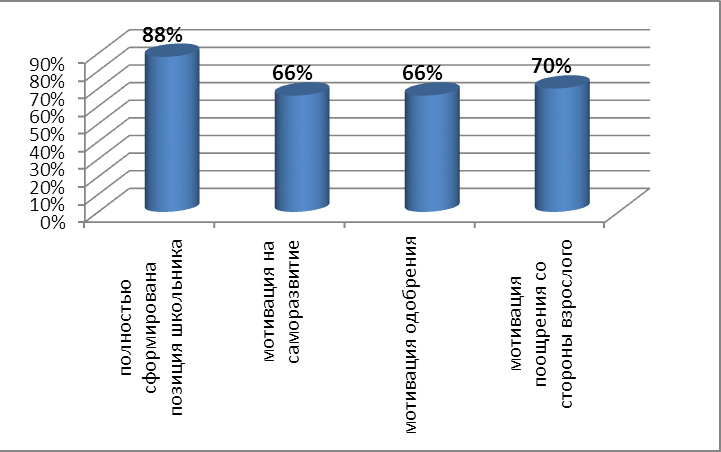 88%
66%
66%
70%
90%
80%
70%
60%
50%
40%
30%
20%
10%
0%
полностью
сформирована
позиция школьника
мотивация на
саморазвитие
мотивация одобрения
мотивация
поощрения со
стороны взрослого